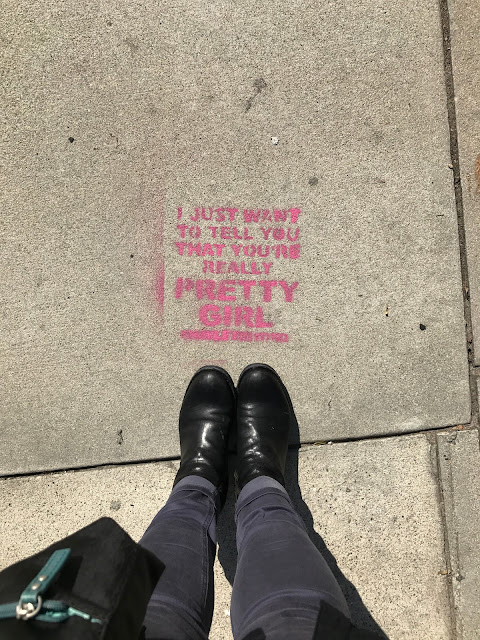 I JUST WANT
TO TELL YOU
THAT YOU'RE
REALLY
PRETTY
GIRL